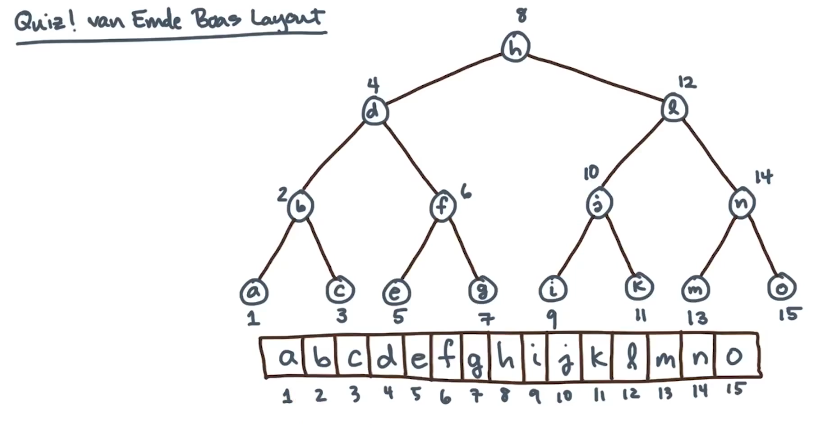 Quiz! van Emde Boas Layout
8
h
4 12
d l
2 6 10 14
b f j n
a c e g i k m o
1 3 5 7 9 11 13 15
a b c d e f g h i j k l m n o
1 2 3 4 5 6 7 8 9 10 11 12 13 14 15